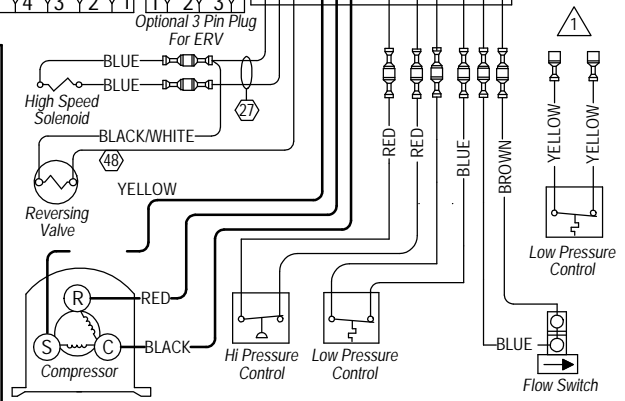 Y4 Y3 Y2 Y1 1Y 2Y 3Y
Optional 3 Pin Plug
For ERV
1
BLUE
BLUE
High Speed
Solenoid
27
BLACK/WHITE
48
YELLOW
Reversing
Valve
RED
RED
BLUE
BROWN
YELLOW
YELLOW
Low Pressure
Control
R
RED
S
C
BLACK
Compressor
Hi Pressure
Control
Low Pressure
Control
BLUE
Flow Switch